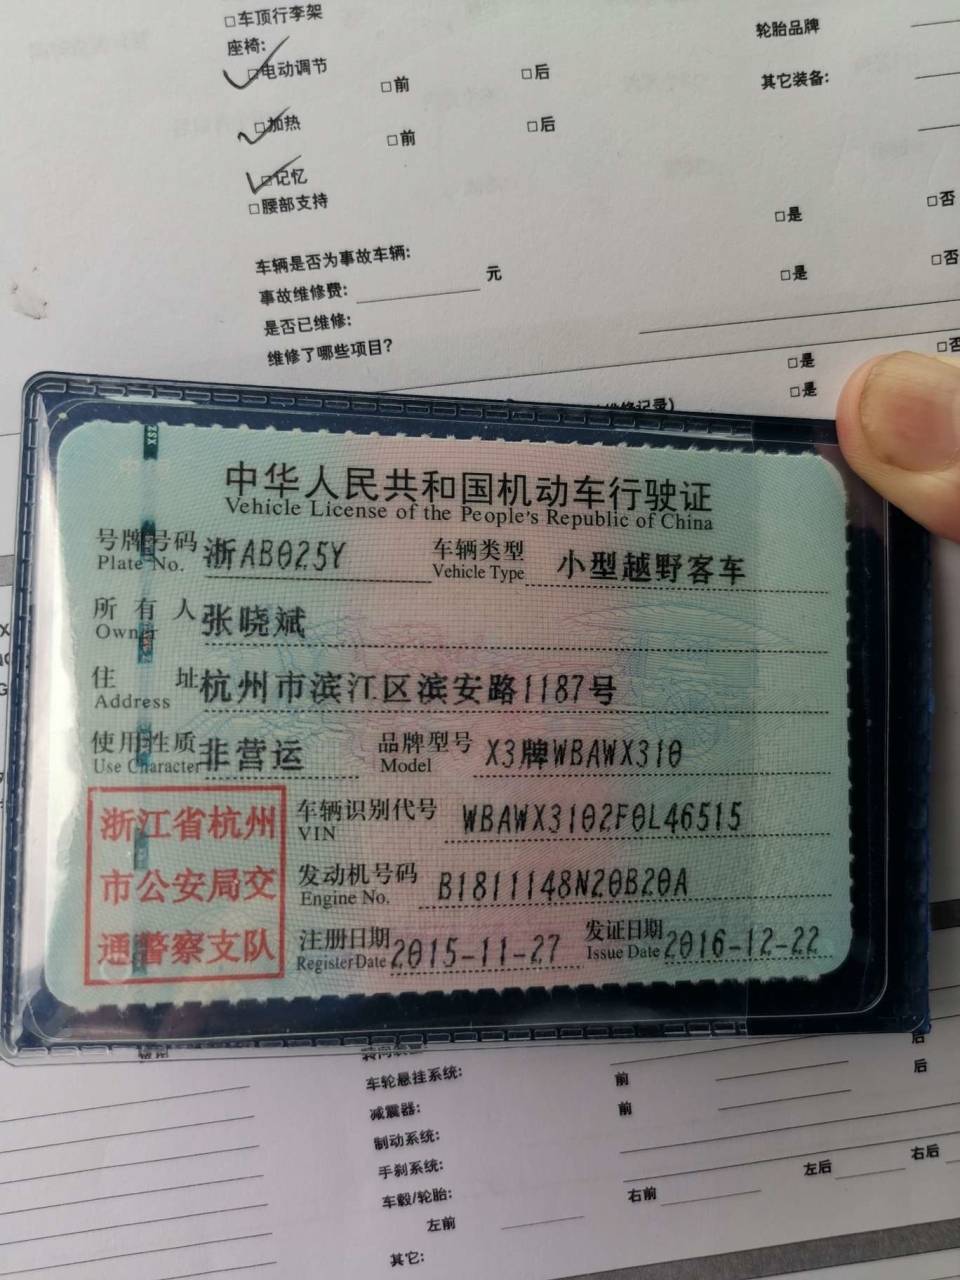 □车顶行李架
轮胎品牌
座椅:
□电动调节 □前 □后
其它装备:
□加热 □前 □后
□记忆
□腰部支持
□是 □否
车辆是否为事故车辆:
□是 □否
事故维修费: 元
是否已维修:
维修了哪些项目?
□是 □否
□是
维修记录)
中华人民共和国机动车行驶证
Vehicle License of the People's Republic of China
号牌号码 浙AB025Y 车辆类型 小型越野客车
Plate No. Vehicle Type
所有人 张晓斌
Owner
住址 杭州市滨江区滨安路1187号
Address
使用性质 非营运 品牌型号 X3牌WBAWX310
Use Character Model
浙江省杭州
市公安局交
通警察支队
车辆识别代号 WBAWX3102F0L46515
VIN
发动机号码 B1811148N20B20A
Engine No.
注册日期 2015-11-27 发证日期 2016-12-22
Register Date Issue Date
后
车轮悬挂系统: 前 后
减震器: 前
制动系统:
手刹系统:
车毂/轮胎: 右前 左后 右后
左前
其它: